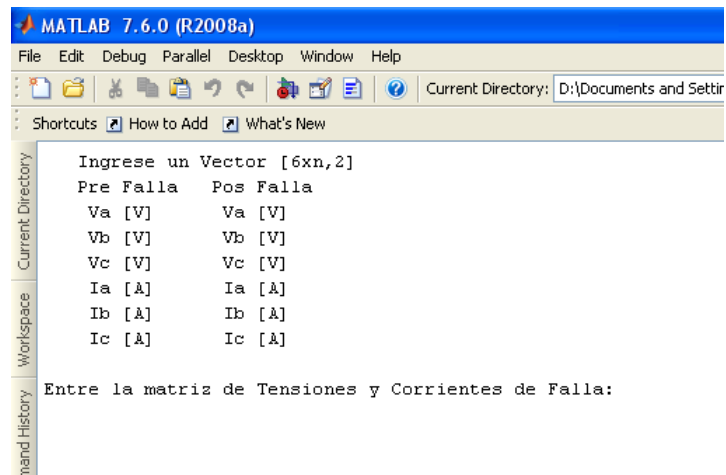 MATLAB 7.6.0 (R2008a)
File Edit Debug Parallel Desktop Window Help
Current Directory: D:\Documents and Settin
Shortcuts How to Add What's New
Current Directory
Workspace
mand History
Ingrese un Vector [6xn,2]
Pre Falla Pos Falla
Va [V] Va [V]
Vb [V] Vb [V]
Vc [V] Vc [V]
Ia [A] Ia [A]
Ib [A] Ib [A]
Ic [A] Ic [A]
Entre la matriz de Tensiones y Corrientes de Falla: